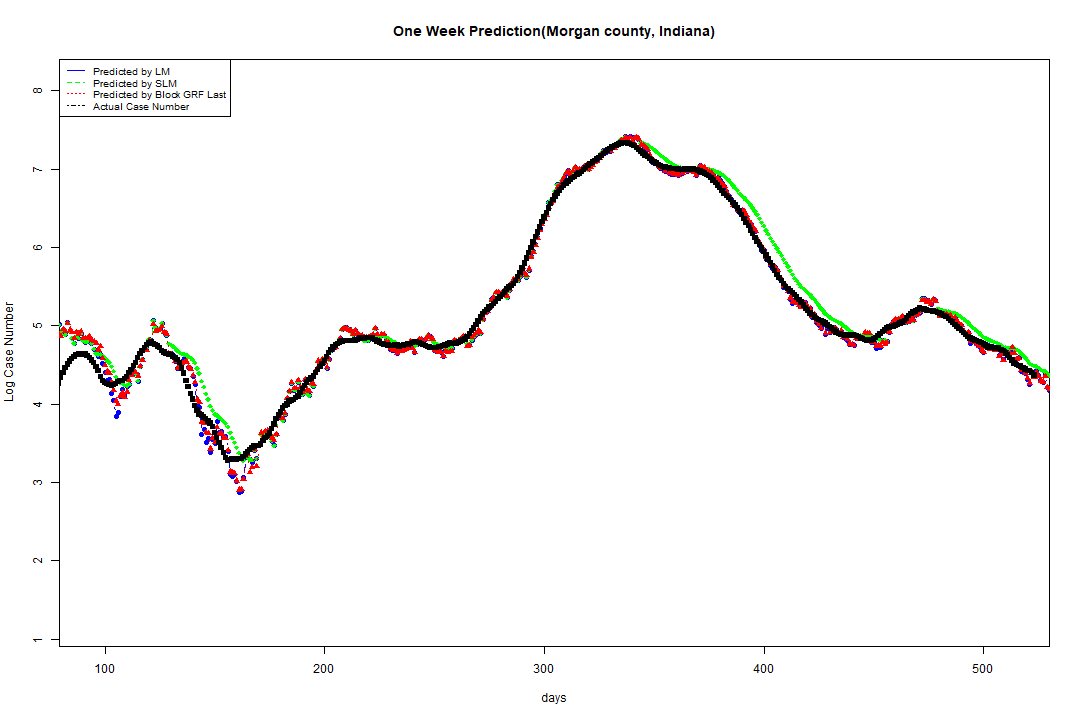 One Week Prediction(Morgan county, Indiana)
Predicted by LM
Predicted by SLM
Predicted by Block GRF Last
Actual Case Number
8
7
6
5
4
3
2
1
Log Case Number
100 200 300 400 500
days